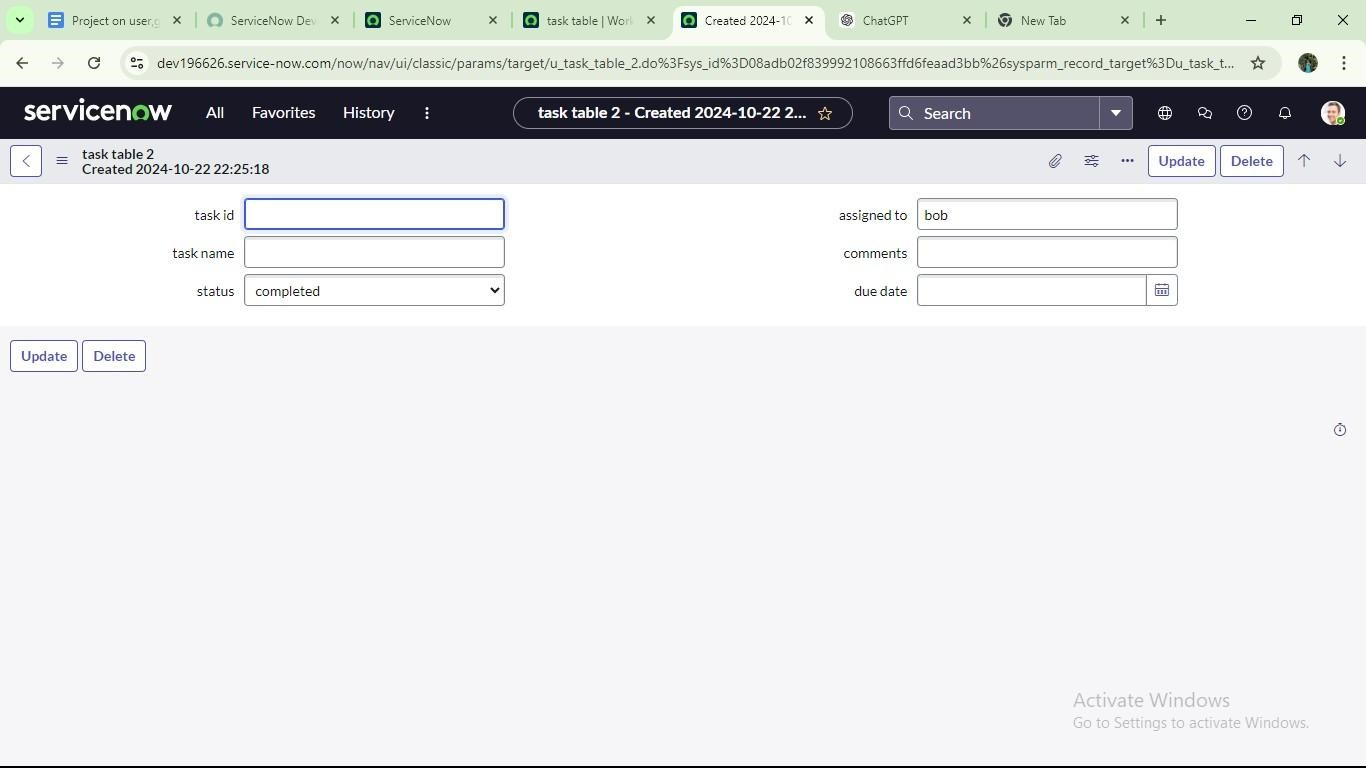 Project on user,g
ServiceNow Dev
ServiceNow
task table | Work
Created 2024-10
ChatGPT
New Tab
dev196626.service-now.com/now/nav/ui/classic/params/target/u_task_table_2.do%3Fsys_id%3D08adb02f839992108663ffd6feaad3bb%26sysparm_record_target%3Du_task_t...
servicenow All Favorites History task table 2 - Created 2024-10-22 2... Search
task table 2
Created 2024-10-22 22:25:18
Update Delete
task id
assigned to bob
task name
comments
status completed
due date
Update Delete
Activate Windows
Go to Settings to activate Windows.